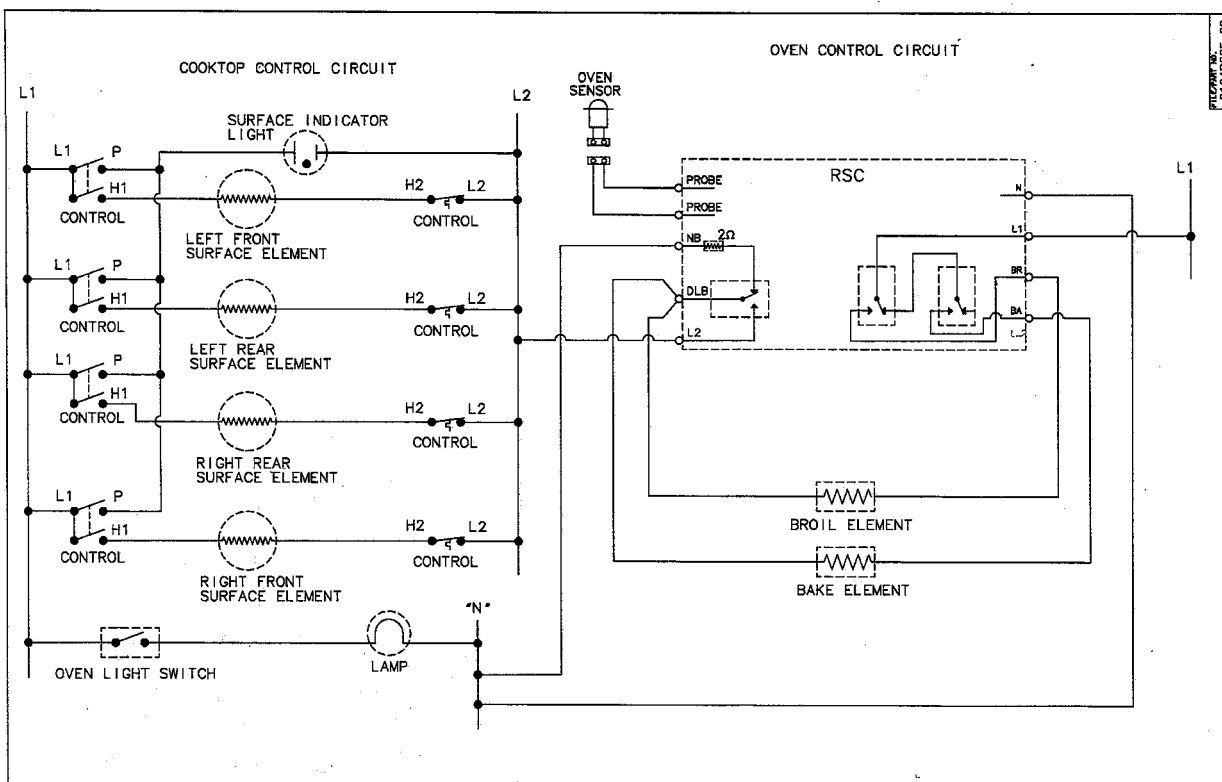 COOKTOP CONTROL CIRCUIT
OVEN CONTROL CIRCUIT
FILE/PART NO.
L1
L2
SURFACE INDICATOR
LIGHT
OVEN
SENSOR
L1
P
H1
CONTROL
LEFT FRONT
SURFACE ELEMENT
H2
L2
CONTROL
L1
P
H1
CONTROL
LEFT REAR
SURFACE ELEMENT
H2
L2
CONTROL
L1
P
H1
CONTROL
RIGHT REAR
SURFACE ELEMENT
H2
L2
CONTROL
L1
P
H1
CONTROL
RIGHT FRONT
SURFACE ELEMENT
H2
L2
CONTROL
OVEN LIGHT SWITCH
LAMP
"N"
RSC
PROBE
PROBE
NB
2Ω
DLB
L2
N
L1
BR
BA
L1
BROIL ELEMENT
BAKE ELEMENT